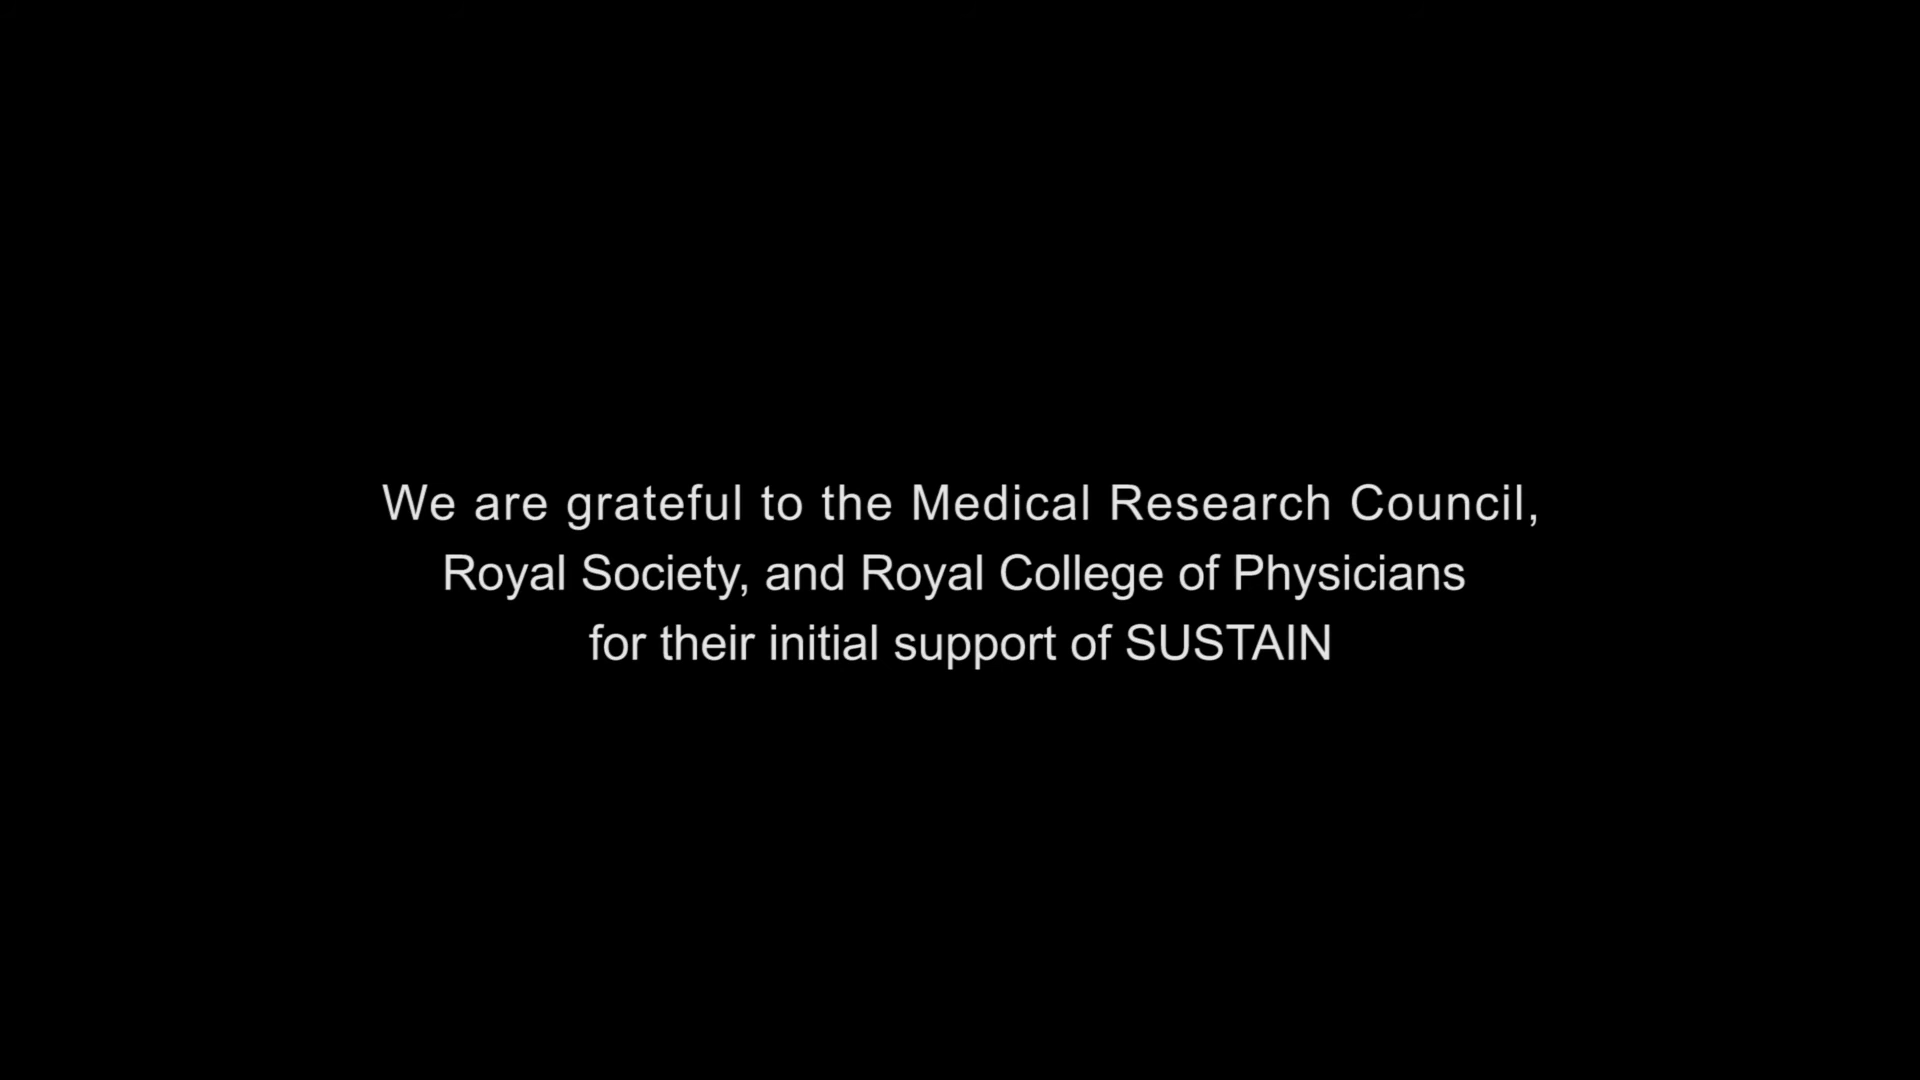 We are grateful to the Medical Research Council,
Royal Society, and Royal College of Physicians
for their initial support of SUSTAIN